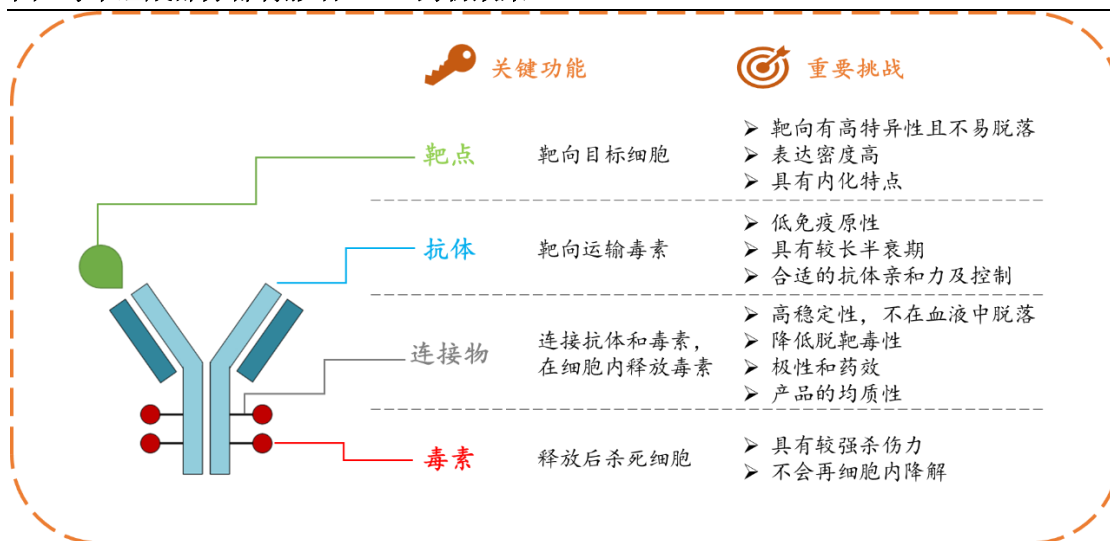 关键功能 重要挑战
靶点 靶向目标细胞
➢ 靶向有高特异性且不易脱落
➢ 表达密度高
➢ 具有内化特点
抗体 靶向运输毒素
➢ 低免疫原性
➢ 具有较长半衰期
➢ 合适的抗体亲和力及控制
连接物 连接抗体和毒素，
在细胞内释放毒素
➢ 高稳定性，不在血液中脱落
➢ 降低脱靶毒性
➢ 极性和药效
➢ 产品的均质性
毒素 释放后杀死细胞
➢ 具有较强杀伤力
➢ 不会再细胞内降解